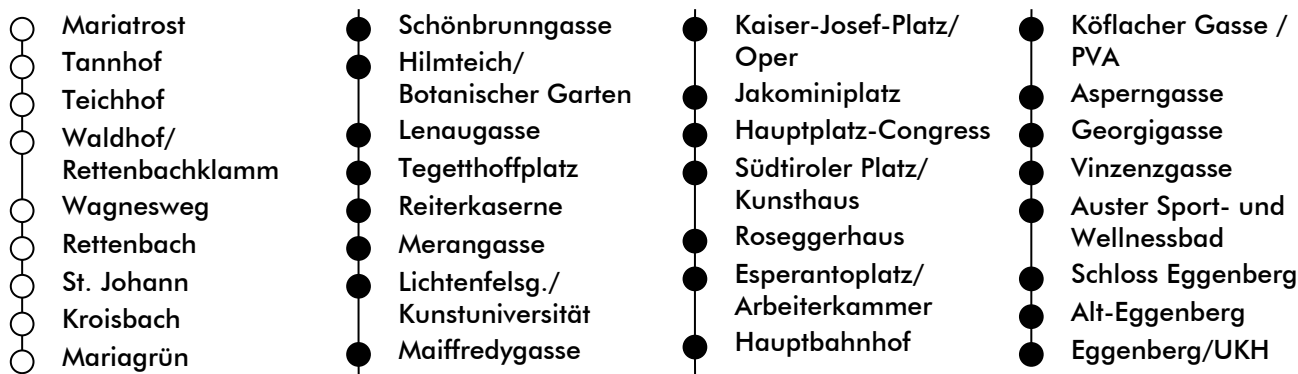 Mariatrost
Tannhof
Teichhof
Waldhof/
Rettenbachklamm
Wagnesweg
Rettenbach
St. Johann
Kroisbach
Mariagrün
Schönbrunngasse
Hilmteich/
Botanischer Garten
Lenaugasse
Tegetthoffplatz
Reiterkaserne
Merangasse
Lichtenfelsg./
Kunstuniversität
Maiffredygasse
Kaiser-Josef-Platz/
Oper
Jakominiplatz
Hauptplatz-Congress
Südtiroler Platz/
Kunsthaus
Roseggerhaus
Esperantoplatz/
Arbeiterkammer
Hauptbahnhof
Köflacher Gasse /
PVA
Asperngasse
Georgigasse
Vinzenzgasse
Auster Sport- und
Wellnessbad
Schloss Eggenberg
Alt-Eggenberg
Eggenberg/UKH